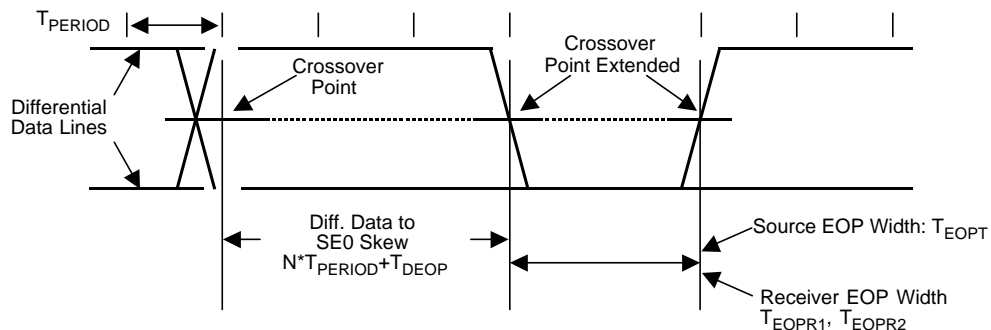 TPERIOD
Crossover
Point
Crossover
Point Extended
Differential
Data Lines
Diff. Data to
SE0 Skew
N*TPERIOD+TDEOP
Source EOP Width: TEOPT
Receiver EOP Width
TEOPR1, TEOPR2